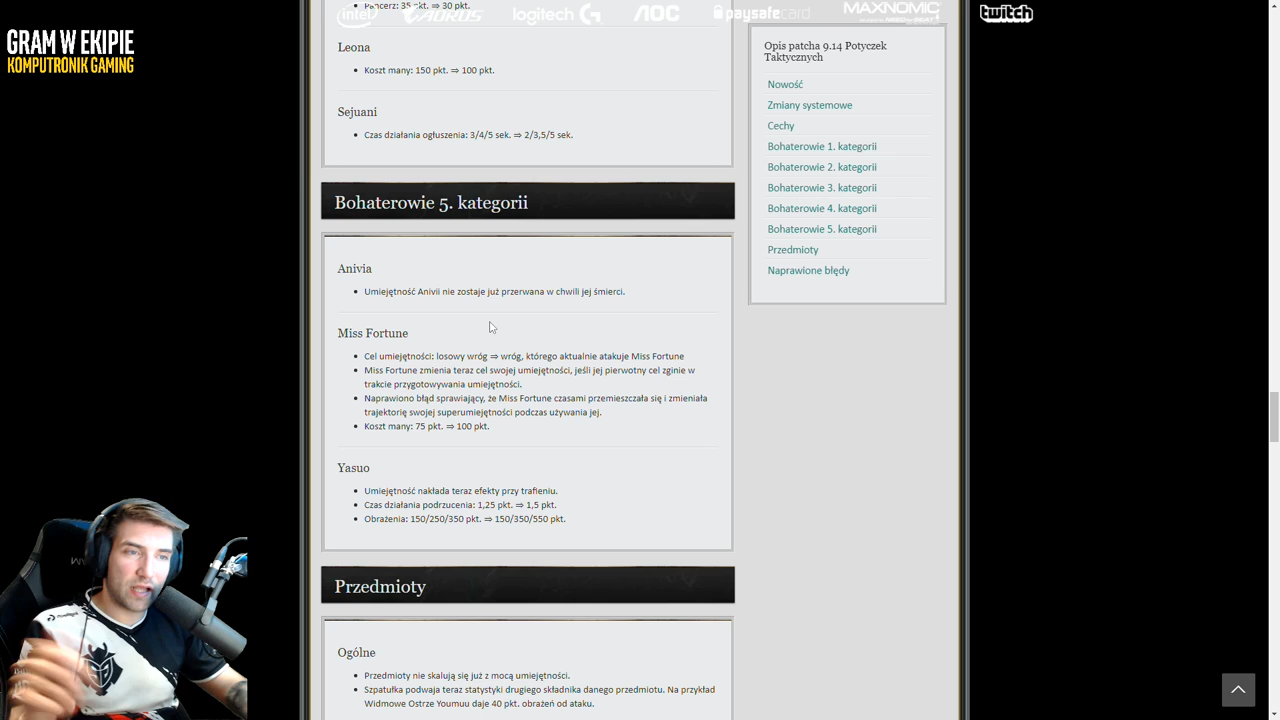 Pancerz: 35 pkt. ⇒ 30 pkt.
intel
AORUS
logitech G
AOC
paysafecard
MAXNOMIC
twitch
GRAM W EKIPIE
KOMPUTRONIK GAMING
Leona
• Koszt many: 150 pkt. ⇒ 100 pkt.
Sejuani
• Czas działania ogłuszenia: 3/4/5 sek. ⇒ 2/3,5/5 sek.
Bohaterowie 5. kategorii
Anivia
• Umiejętność Anivii nie zostaje już przerwana w chwili jej śmierci.
Miss Fortune
• Cel umiejętności: losowy wróg ⇒ wróg, którego aktualnie atakuje Miss Fortune
• Miss Fortune zmienia teraz cel swojej umiejętności, jeśli jej pierwotny cel zginie w
trakcie przygotowywania umiejętności.
• Naprawiono błąd sprawiający, że Miss Fortune czasami przemieszczała się i zmieniała
trajektorię swojej superumiejętności podczas używania jej.
• Koszt many: 75 pkt. ⇒ 100 pkt.
Yasuo
• Umiejętność nakłada teraz efekty przy trafieniu.
• Czas działania podrzucenia: 1,25 pkt. ⇒ 1,5 pkt.
• Obrażenia: 150/250/350 pkt. ⇒ 150/350/550 pkt.
Przedmioty
Ogólne
• Przedmioty nie skalują się już z mocą umiejętności.
• Szpatułka podwaja teraz statystyki drugiego składnika danego przedmiotu. Na przykład
Widmowe Ostrze Youmuu daje 40 pkt. obrażeń od ataku.
Opis patcha 9.14 Potyczek
Taktycznych
Nowość
Zmiany systemowe
Cechy
Bohaterowie 1. kategorii
Bohaterowie 2. kategorii
Bohaterowie 3. kategorii
Bohaterowie 4. kategorii
Bohaterowie 5. kategorii
Przedmioty
Naprawione błędy